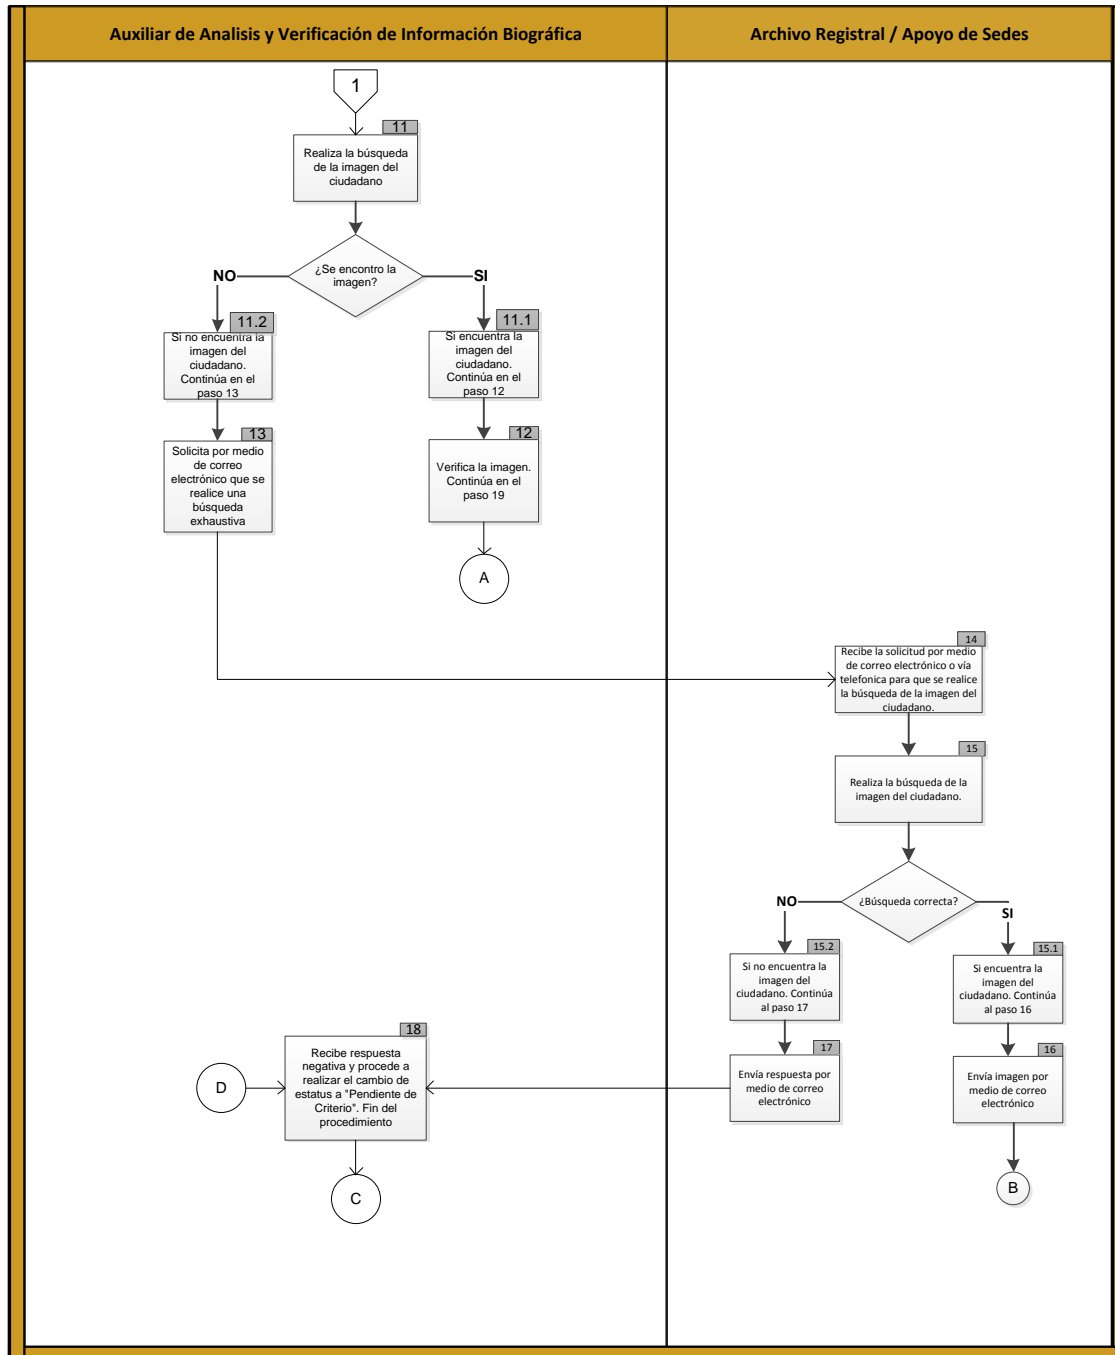 Auxiliar de Analisis y Verificación de Información Biográfica
Archivo Registral / Apoyo de Sedes
1
11
Realiza la búsqueda
de la imagen del
ciudadano
¿Se encontro la
imagen?
NO
SI
11.2
Si no encuentra la
imagen del
ciudadano.
Continúa en el
paso 13
11.1
Si encuentra la
imagen del
ciudadano.
Continúa en el
paso 12
13
Solicita por medio
de correo
electrónico que se
realice una
búsqueda
exhaustiva
12
Verifica la imagen.
Continúa en el
paso 19
A
14
Recibe la solicitud por medio
de correo electrónico o vía
telefonica para que se realice
la búsqueda de la imagen del
ciudadano.
15
Realiza la búsqueda de la
imagen del ciudadano.
¿Búsqueda correcta?
NO
SI
15.2
Si no encuentra la
imagen del
ciudadano. Continúa
al paso 17
15.1
Si encuentra la
imagen del
ciudadano. Continúa
al paso 16
17
Envía respuesta por
medio de correo
electrónico
16
Envía imagen por
medio de correo
electrónico
B
18
Recibe respuesta
negativa y procede a
realizar el cambio de
estatus a "Pendiente de
Criterio". Fin del
procedimiento
D
C